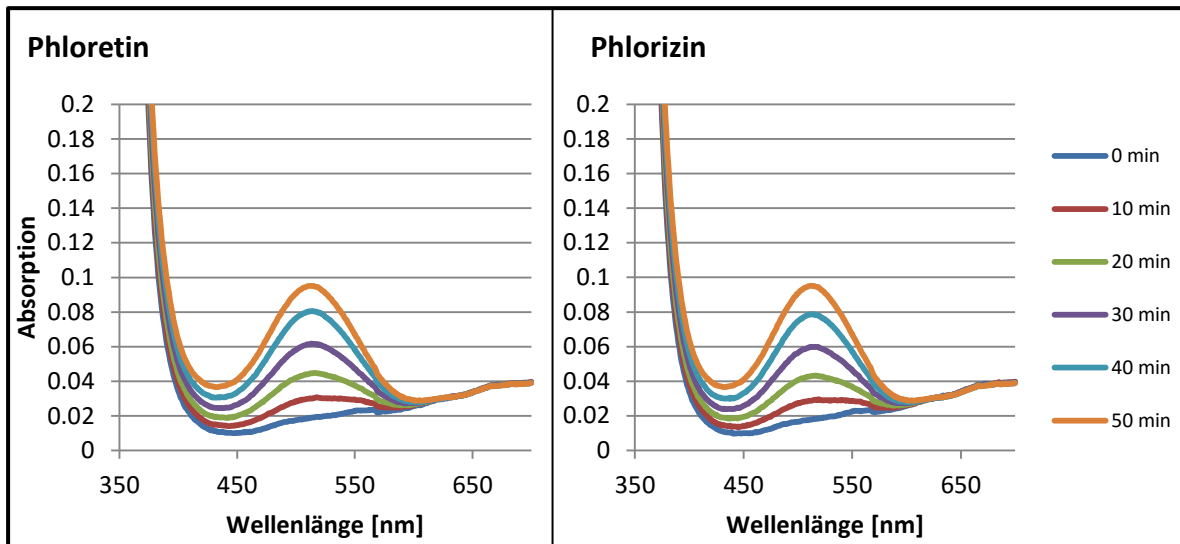 Phloretin
0.2
0.18
0.16
0.14
0.12
0.1
0.08
0.06
0.04
0.02
0
Absorption
350 450 550 650
Wellenlänge [nm]
Phlorizin
0.2
0.18
0.16
0.14
0.12
0.1
0.08
0.06
0.04
0.02
0
350 450 550 650
Wellenlänge [nm]
0 min
10 min
20 min
30 min
40 min
50 min